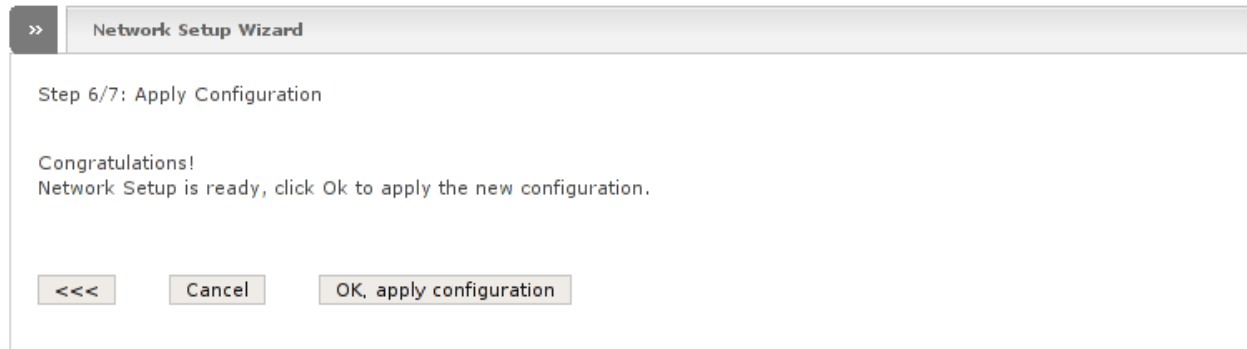 »
Network Setup Wizard
Step 6/7: Apply Configuration
Congratulations!
Network Setup is ready, click Ok to apply the new configuration.
<<< Cancel OK, apply configuration